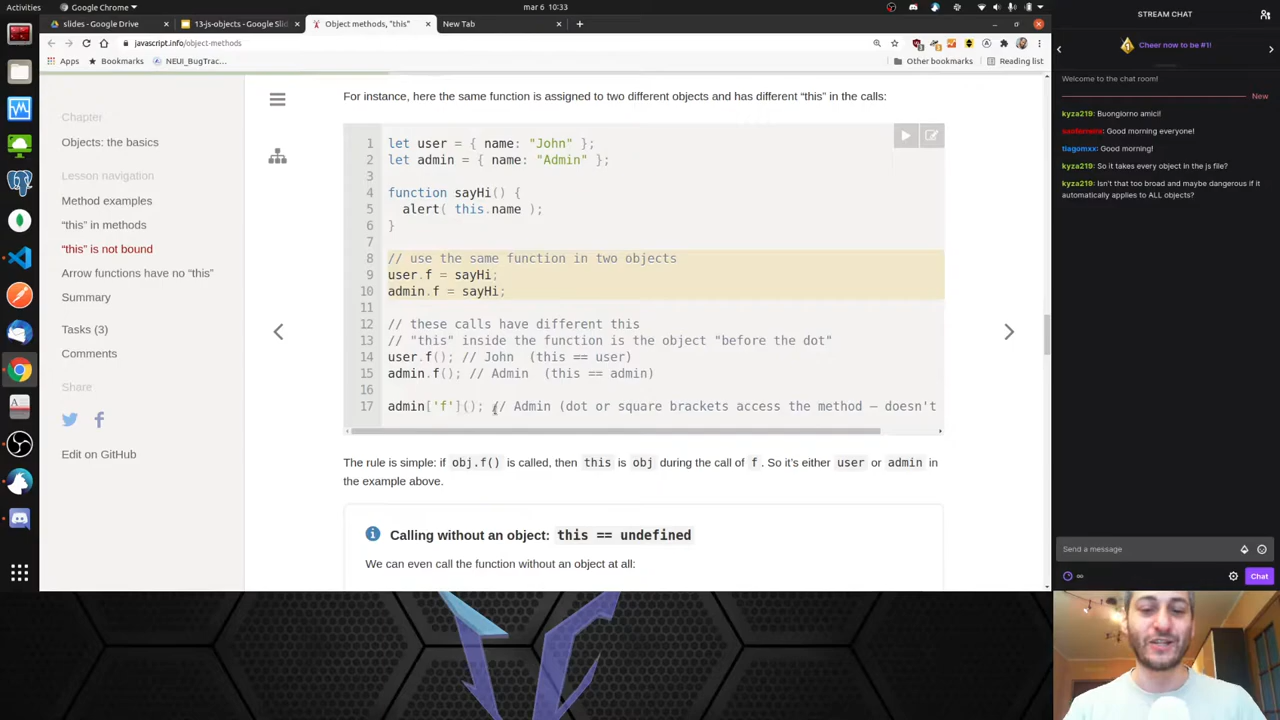 Activities
Google Chrome
mar 6 10:33
slides - Google Drive
13-js-objects - Google Slid
Object methods, "this"
New Tab
javascript.info/object-methods
Apps
Bookmarks
NEUI_BugTrac...
Other bookmarks
Reading list
Chapter
Objects: the basics
Lesson navigation
Method examples
“this” in methods
“this” is not bound
Arrow functions have no “this”
Summary
Tasks (3)
Comments
Share
Edit on GitHub
For instance, here the same function is assigned to two different objects and has different “this” in the calls:
1 let user = { name: "John" };
2 let admin = { name: "Admin" };
3
4 function sayHi() {
5 alert( this.name );
6 }
7
8 // use the same function in two objects
9 user.f = sayHi;
10 admin.f = sayHi;
11
12 // these calls have different this
13 // "this" inside the function is the object "before the dot"
14 user.f(); // John (this == user)
15 admin.f(); // Admin (this == admin)
16
17 admin['f'](); // Admin (dot or square brackets access the method – doesn't
The rule is simple: if obj.f() is called, then this is obj during the call of f. So it’s either user or admin in
the example above.
Calling without an object: this == undefined
We can even call the function without an object at all:
STREAM CHAT
Cheer now to be #1!
Welcome to the chat room!
New
kyza219: Buongiorno amici!
Good morning everyone!
tiagomxx: Good morning!
kyza219: So it takes every object in the js file?
kyza219: Isn't that too broad and maybe dangerous if it
automatically applies to ALL objects?
Send a message
Chat